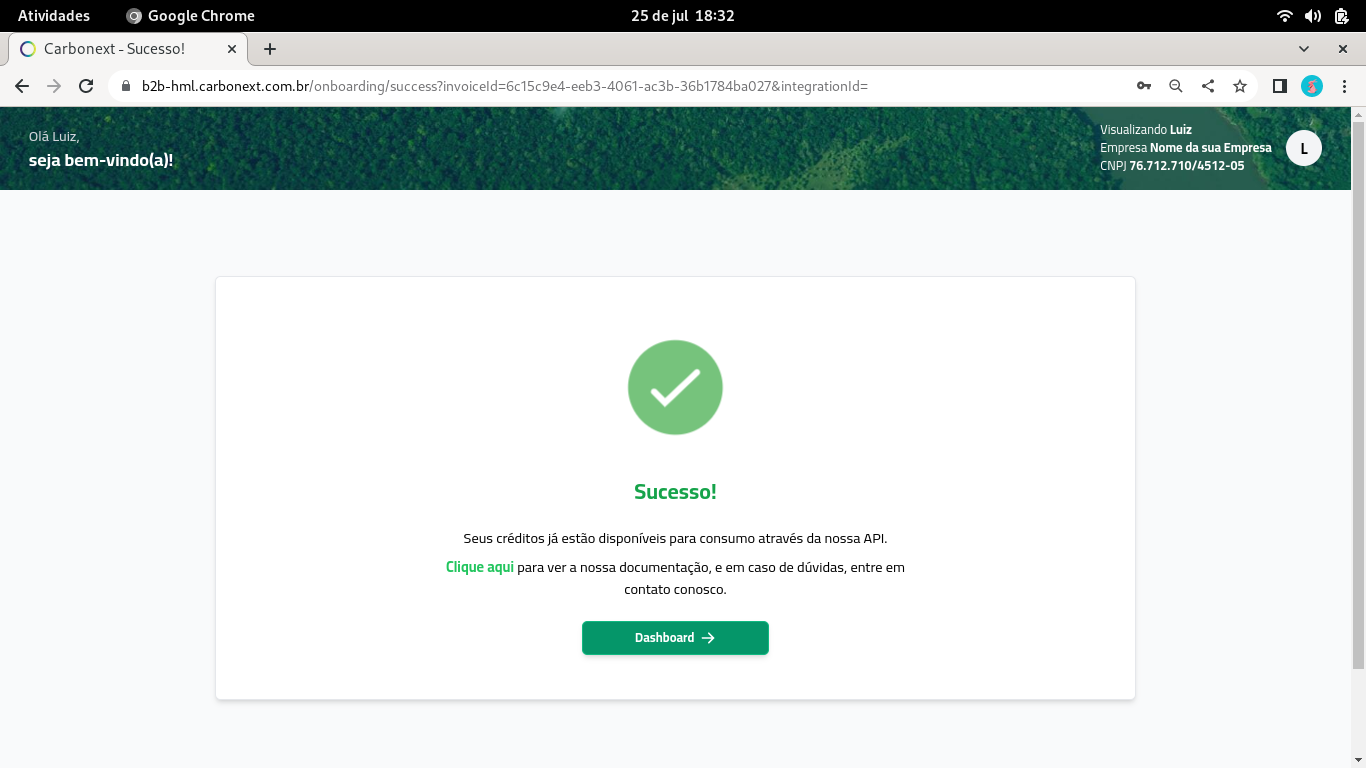 Atividades
Google Chrome
25 de jul 18:32
Carbonext - Sucesso!
b2b-hml.carbonext.com.br/onboarding/success?invoiceId=6c15c9e4-eeb3-4061-ac3b-36b1784ba027&integrationId=
Olá Luiz,
seja bem-vindo(a)!
Visualizando Luiz
Empresa Nome da sua Empresa
CNPJ 76.712.710/4512-05
L
Sucesso!
Seus créditos já estão disponíveis para consumo através da nossa API.
Clique aqui para ver a nossa documentação, e em caso de dúvidas, entre em
contato conosco.
Dashboard →